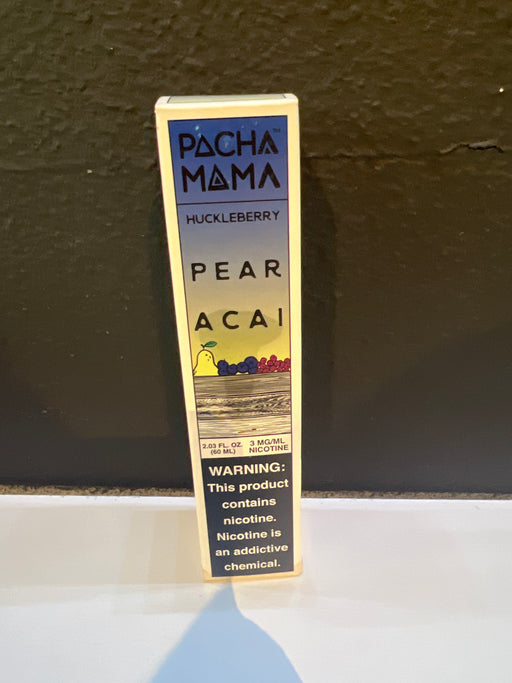 PACHA™
MAMA
HUCKLEBERRY
PEAR
ACAI
2.03 FL. OZ.
(60 ML)
3 MG/ML
NICOTINE
WARNING:
This product
contains
nicotine.
Nicotine is
an addictive
chemical.